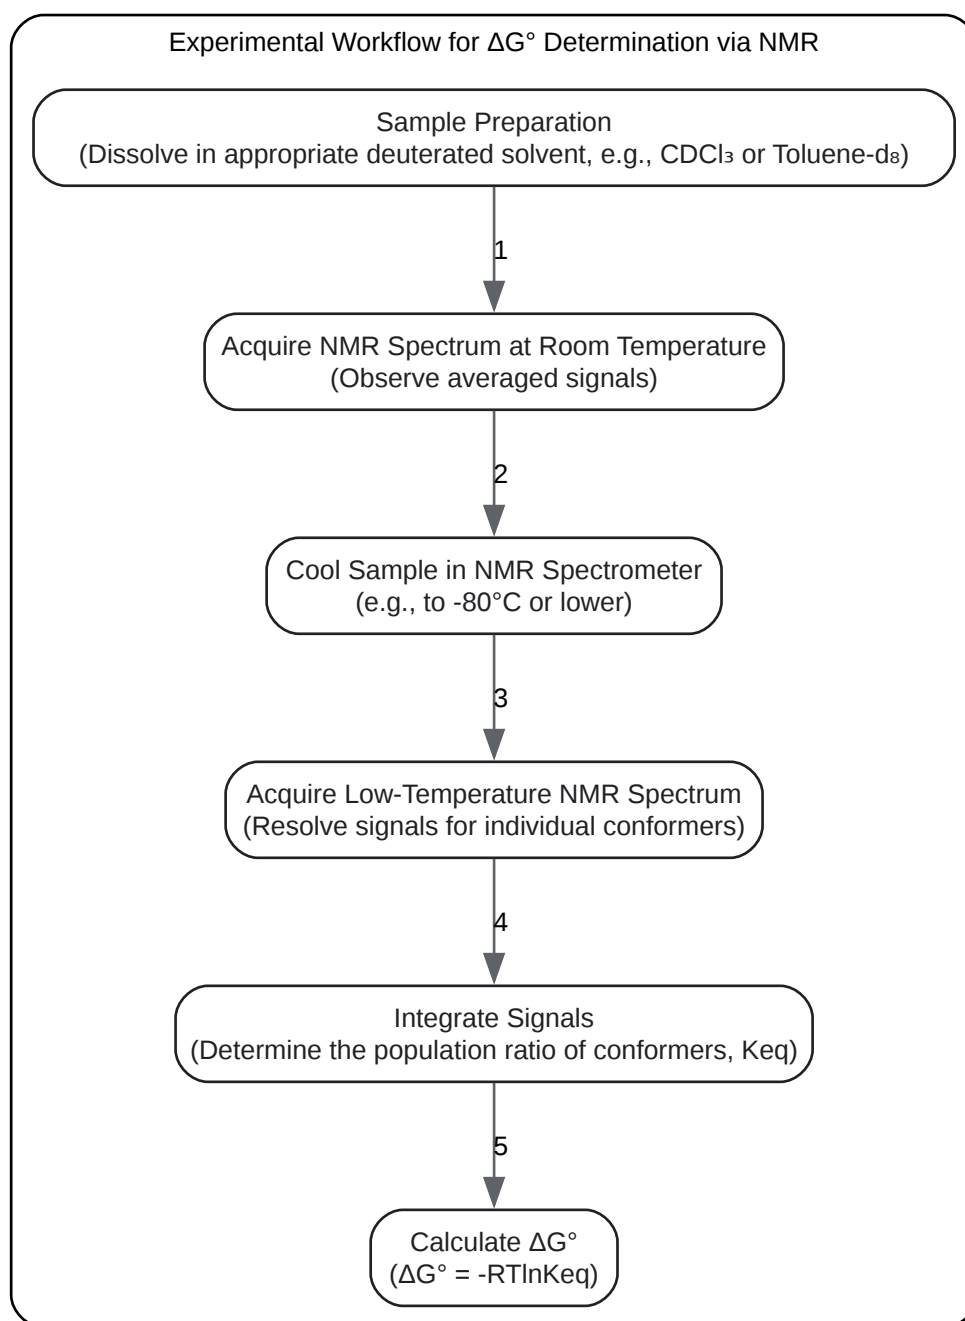 Experimental Workflow for ΔG° Determination via NMR
Sample Preparation
(Dissolve in appropriate deuterated solvent, e.g., CDCl₃ or Toluene-d₈)
1
Acquire NMR Spectrum at Room Temperature
(Observe averaged signals)
2
Cool Sample in NMR Spectrometer
(e.g., to -80°C or lower)
3
Acquire Low-Temperature NMR Spectrum
(Resolve signals for individual conformers)
4
Integrate Signals
(Determine the population ratio of conformers, Keq)
5
Calculate ΔG°
(ΔG° = -RTlnKeq)